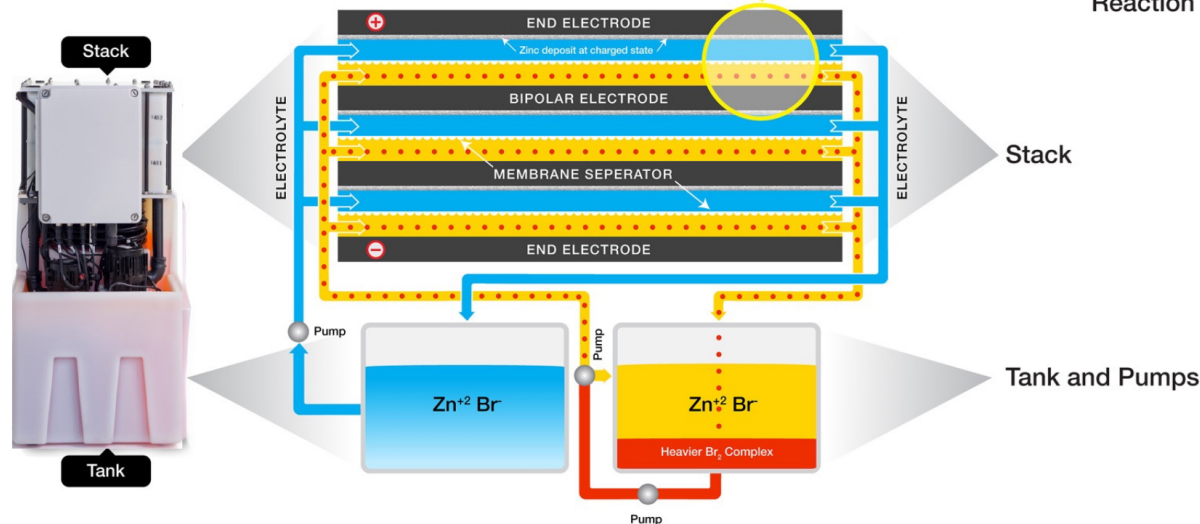 Reaction
Stack
+
END ELECTRODE
Zinc deposit at charged state
BIPOLAR ELECTRODE
ELECTROLYTE
MEMBRANE SEPERATOR
ELECTROLYTE
Stack
−
END ELECTRODE
Pump
Pump
Zn⁺² Br⁻
Zn⁺² Br⁻
Heavier Br₂ Complex
Tank and Pumps
Tank
Pump